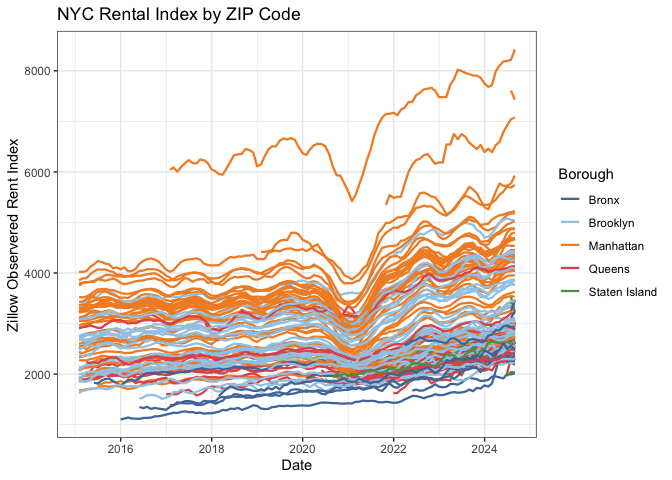 NYC Rental Index by ZIP Code
Zillow Observered Rent Index
8000
6000
4000
2000
2016
2018
2020
2022
2024
Date
Borough
Bronx
Brooklyn
Manhattan
Queens
Staten Island